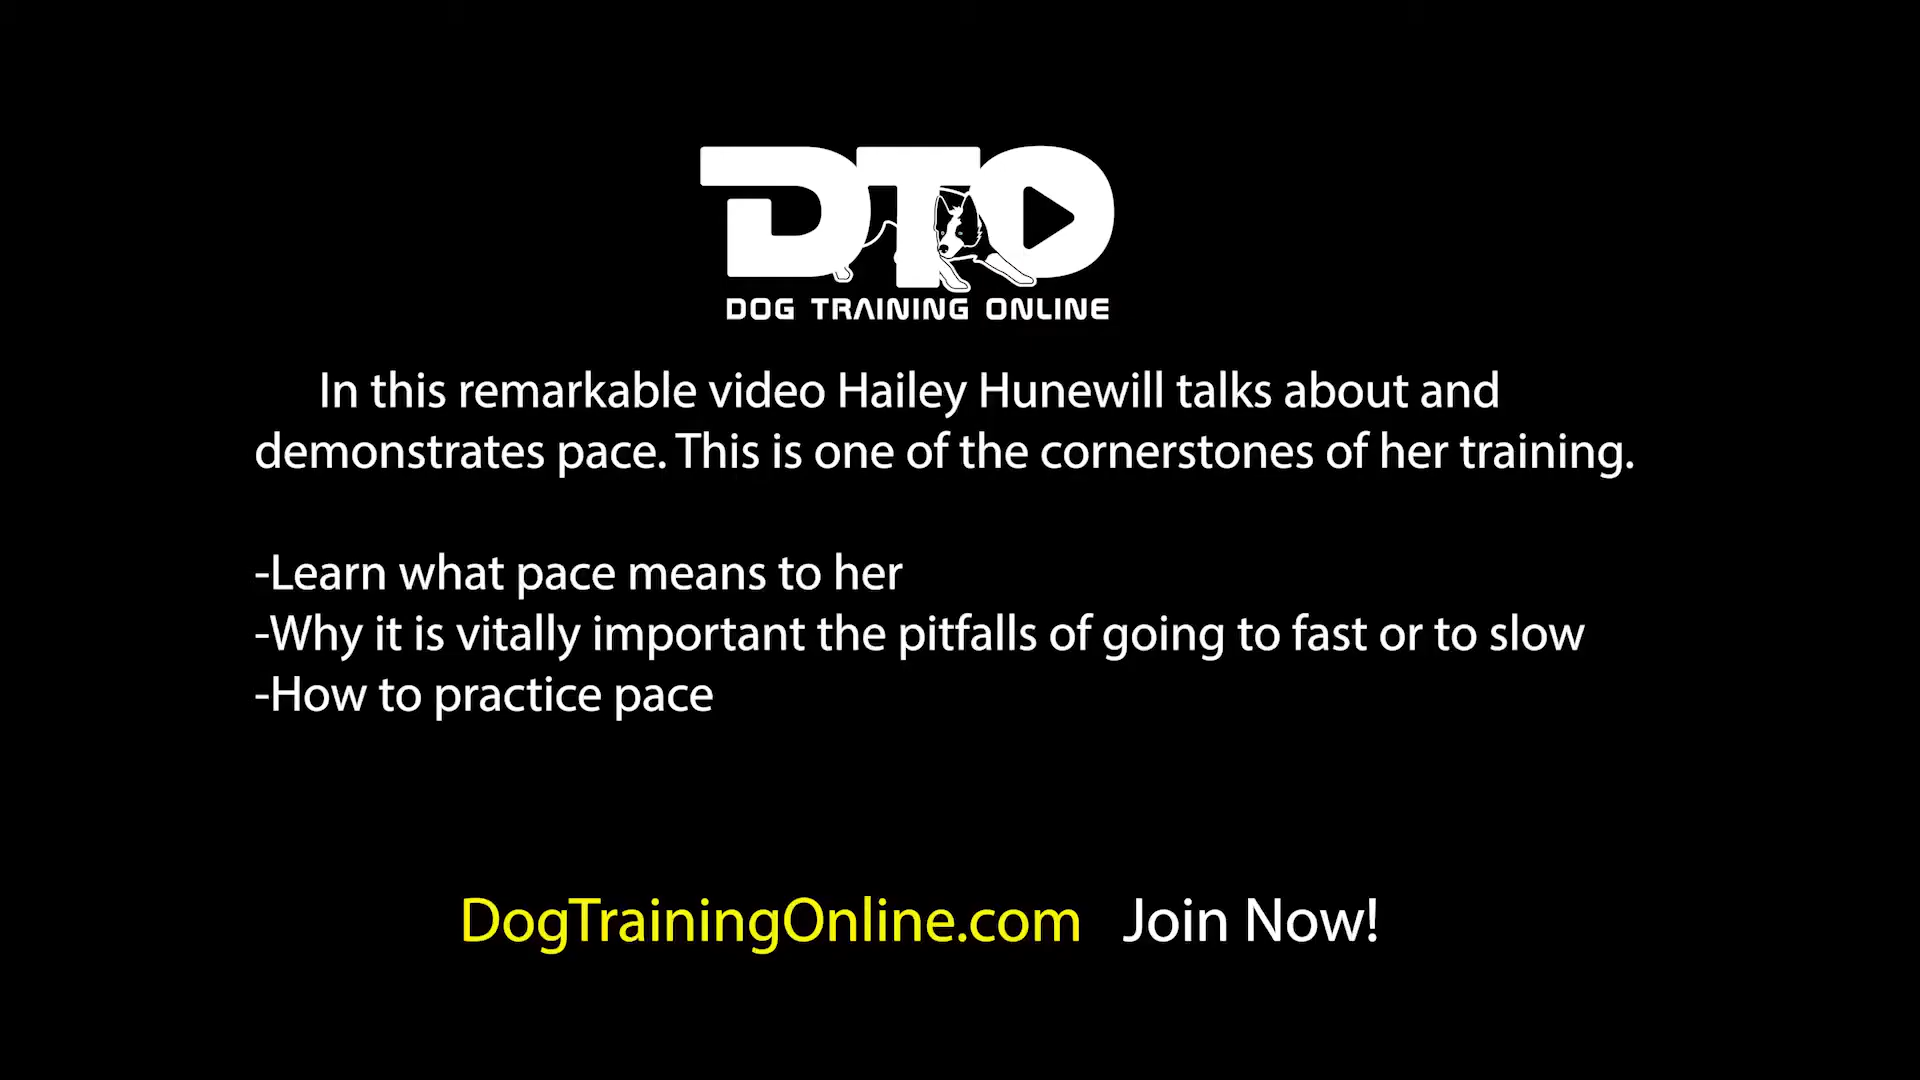 DTO
DOG TRAINING ONLINE
In this remarkable video Hailey Hunewill talks about and
demonstrates pace. This is one of the cornerstones of her training.
-Learn what pace means to her
-Why it is vitally important the pitfalls of going to fast or to slow
-How to practice pace
DogTrainingOnline.com Join Now!